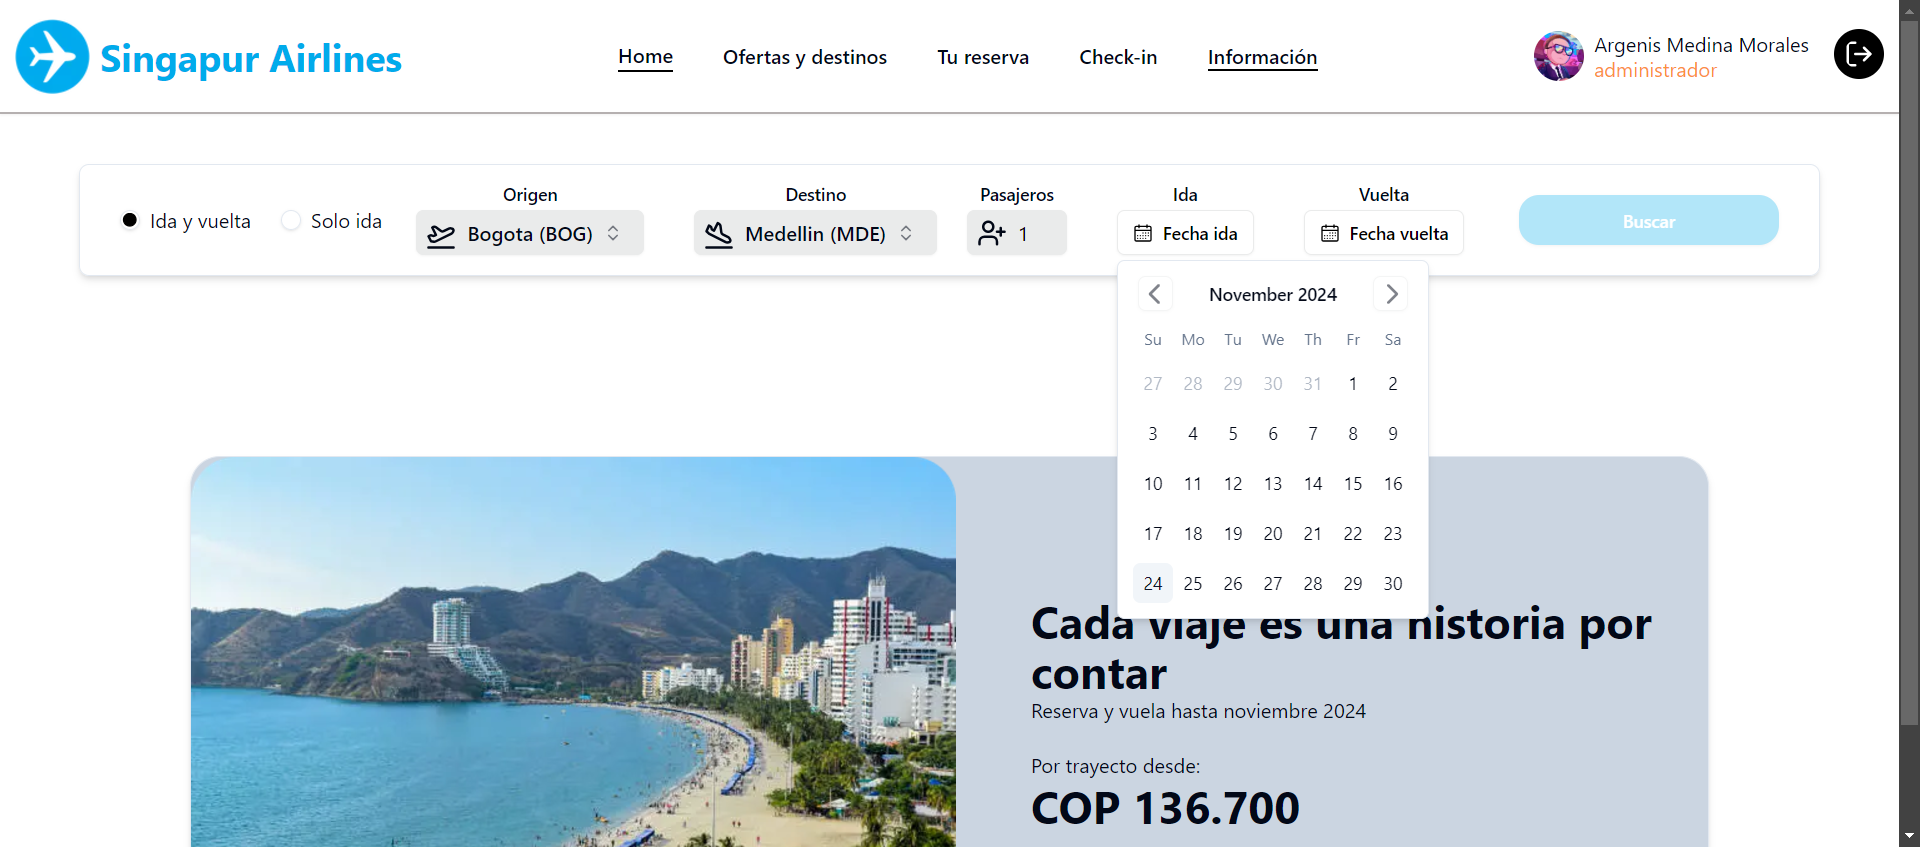 Singapur Airlines
Home Ofertas y destinos Tu reserva Check-in Información
Argenis Medina Morales
administrador
Ida y vuelta Solo ida
Origen
Bogota (BOG)
Destino
Medellin (MDE)
Pasajeros
1
Ida
Fecha ida
Vuelta
Fecha vuelta
Buscar
November 2024
Su Mo Tu We Th Fr Sa
27 28 29 30 31 1 2
3 4 5 6 7 8 9
10 11 12 13 14 15 16
17 18 19 20 21 22 23
24 25 26 27 28 29 30
Cada viaje es una historia por
contar
Reserva y vuela hasta noviembre 2024
Por trayecto desde:
COP 136.700